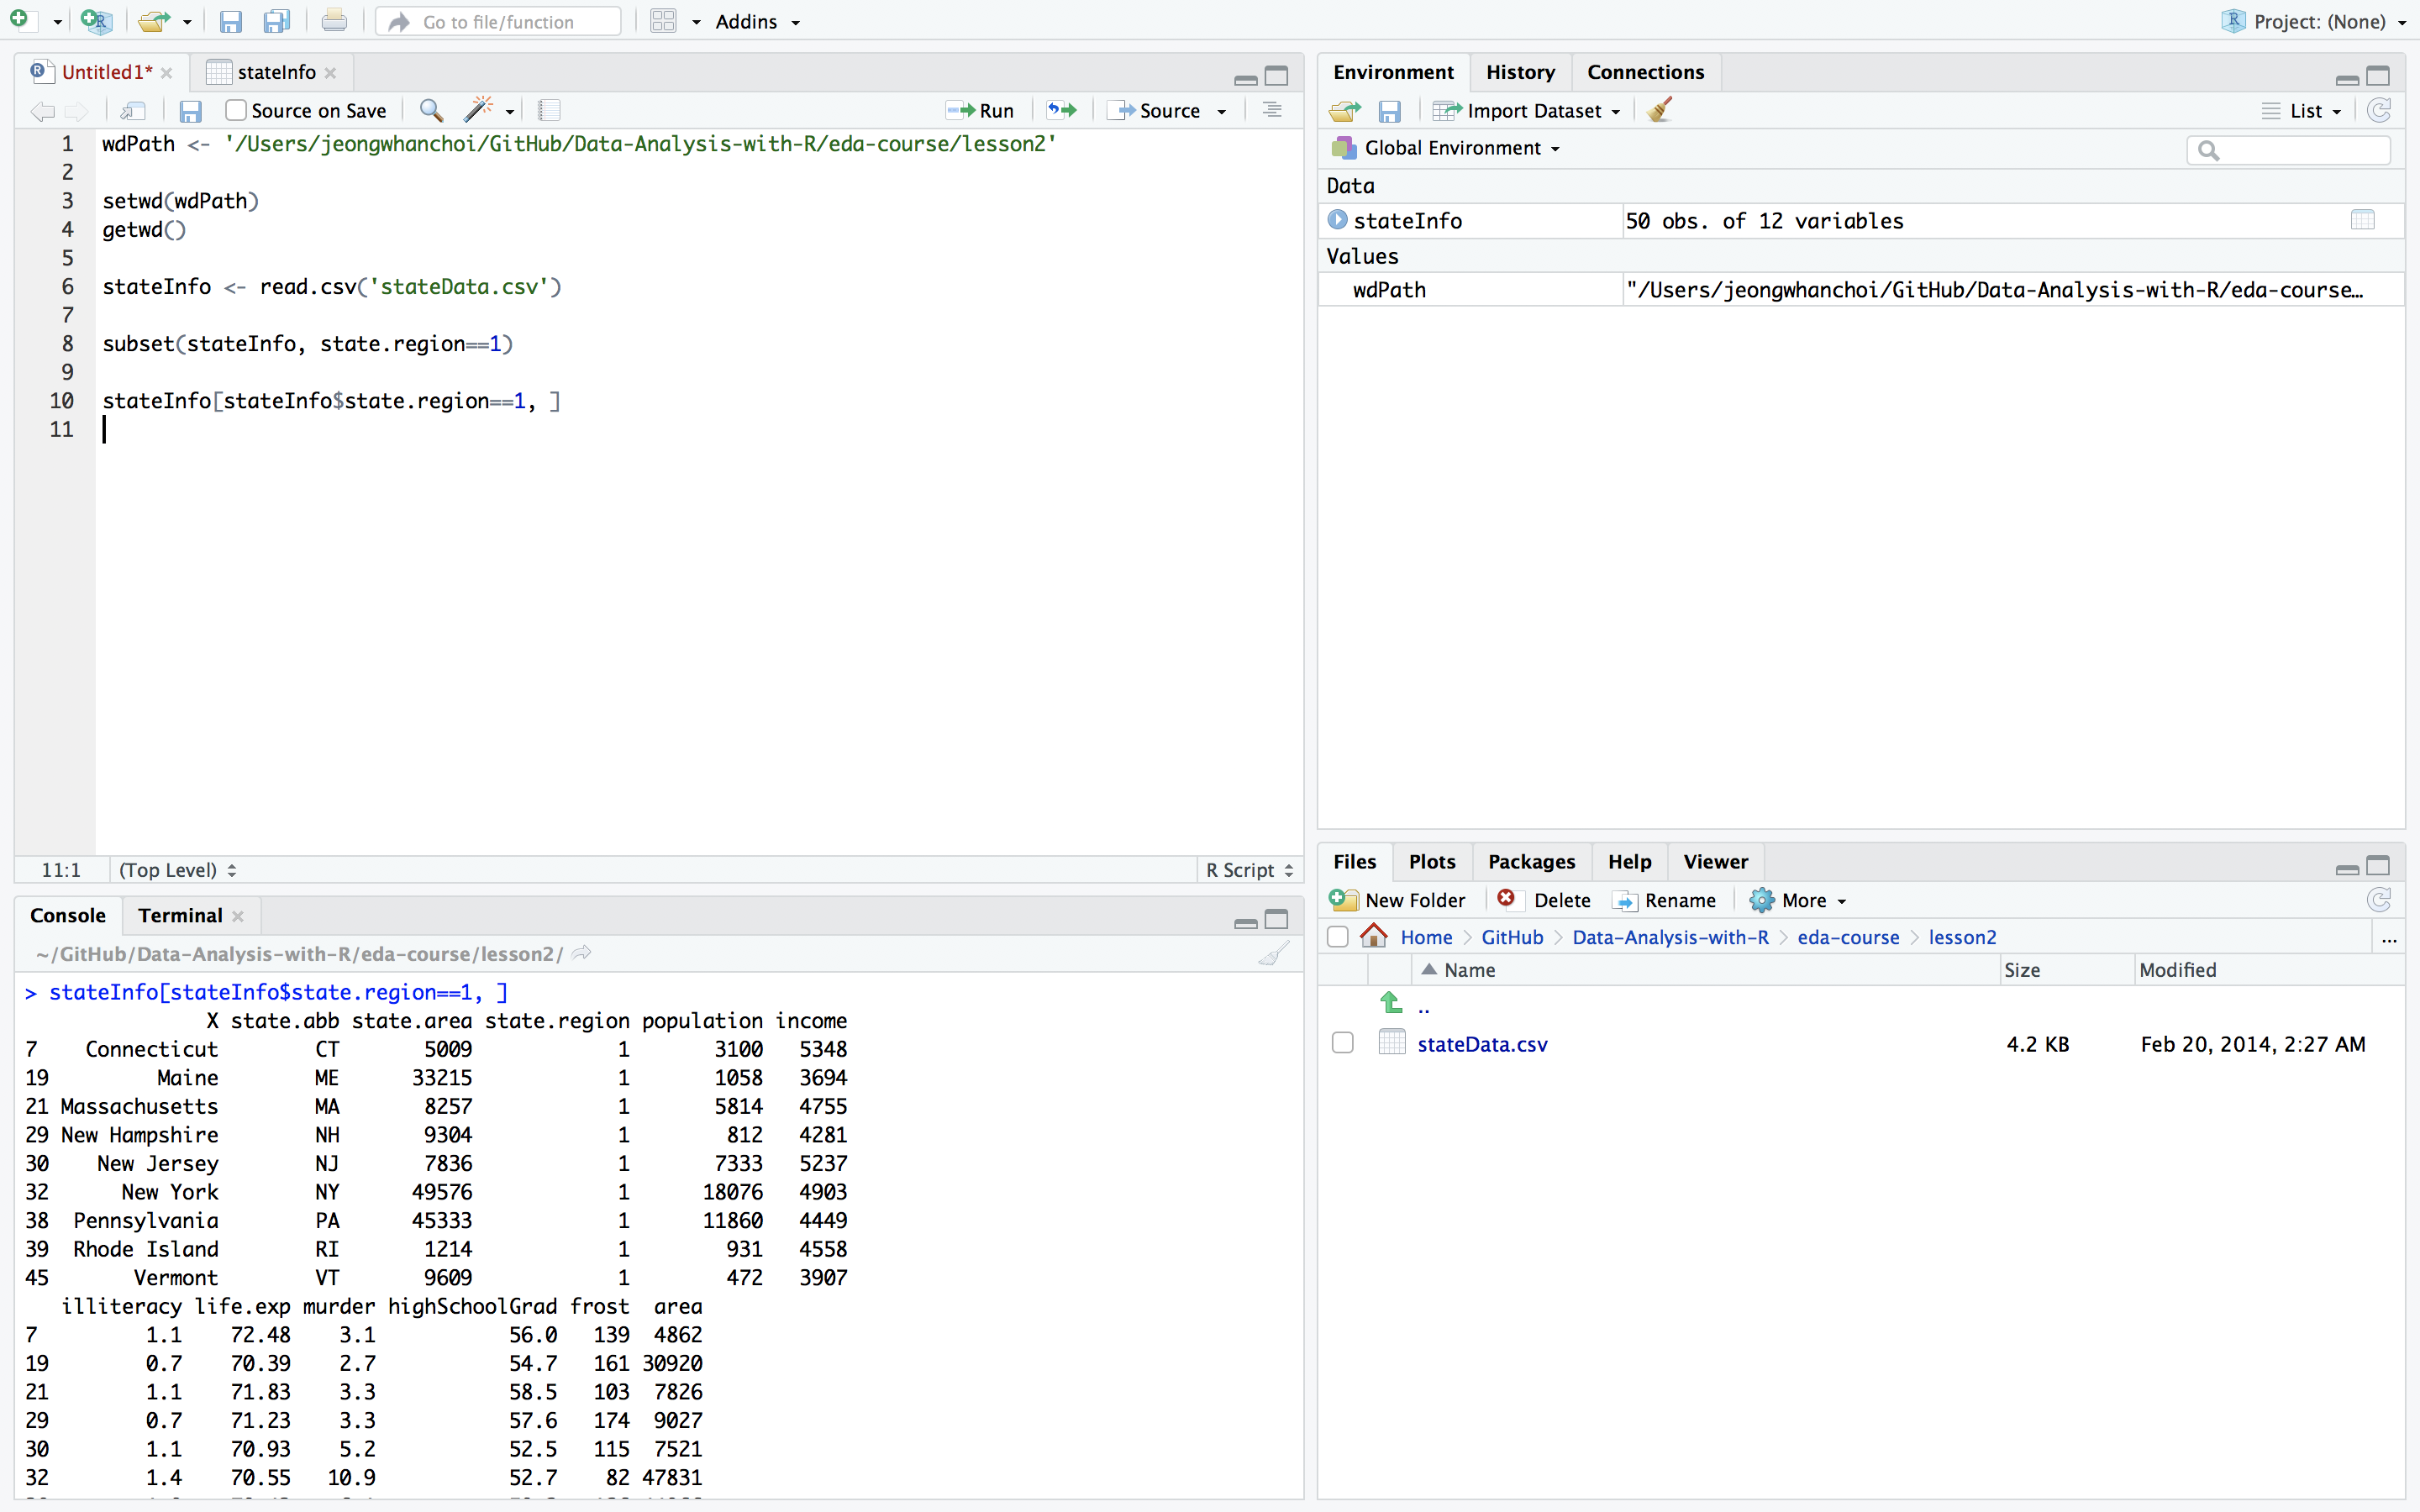 Go to file/function Addins Project: (None)
Untitled1* stateInfo
Source on Save Run Source
1 wdPath <- '/Users/jeongwhanchoi/GitHub/Data-Analysis-with-R/eda-course/lesson2'
2
3 setwd(wdPath)
4 getwd()
5
6 stateInfo <- read.csv('stateData.csv')
7
8 subset(stateInfo, state.region==1)
9
10 stateInfo[stateInfo$state.region==1, ]
11
11:1 (Top Level) R Script
Console Terminal
~/GitHub/Data-Analysis-with-R/eda-course/lesson2/
> stateInfo[stateInfo$state.region==1, ]
X state.abb state.area state.region population income
7 Connecticut CT 5009 1 3100 5348
19 Maine ME 33215 1 1058 3694
21 Massachusetts MA 8257 1 5814 4755
29 New Hampshire NH 9304 1 812 4281
30 New Jersey NJ 7836 1 7333 5237
32 New York NY 49576 1 18076 4903
38 Pennsylvania PA 45333 1 11860 4449
39 Rhode Island RI 1214 1 931 4558
45 Vermont VT 9609 1 472 3907
illiteracy life.exp murder highSchoolGrad frost area
7 1.1 72.48 3.1 56.0 139 4862
19 0.7 70.39 2.7 54.7 161 30920
21 1.1 71.83 3.3 58.5 103 7826
29 0.7 71.23 3.3 57.6 174 9027
30 1.1 70.93 5.2 52.5 115 7521
32 1.4 70.55 10.9 52.7 82 47831
Environment History Connections
Import Dataset List
Global Environment
Data
stateInfo 50 obs. of 12 variables
Values
wdPath "/Users/jeongwhanchoi/GitHub/Data-Analysis-with-R/eda-course…
Files Plots Packages Help Viewer
New Folder Delete Rename More
Home GitHub Data-Analysis-with-R eda-course lesson2 ...
Name Size Modified
..
stateData.csv 4.2 KB Feb 20, 2014, 2:27 AM